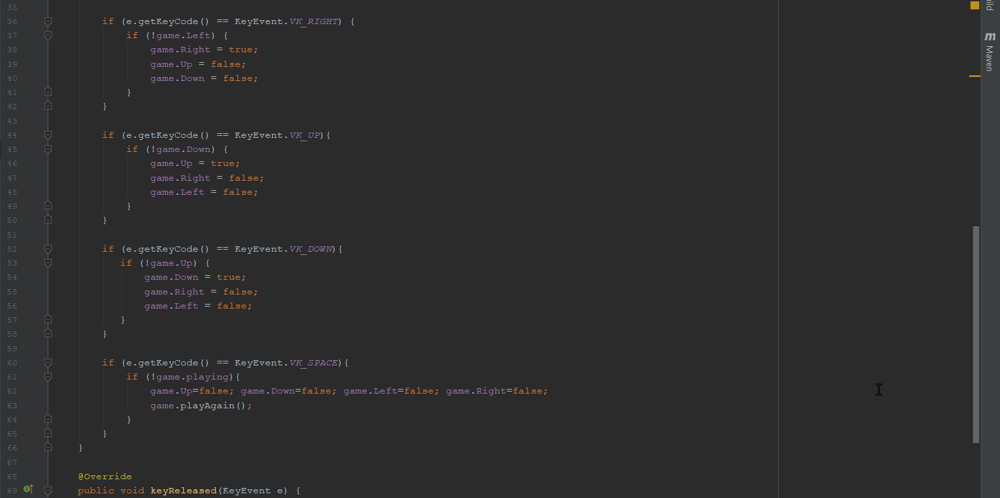 35
36 if (e.getKeyCode() == KeyEvent.VK_RIGHT) {
37 if (!game.Left) {
38 game.Right = true;
39 game.Up = false;
40 game.Down = false;
41 }
42 }
43
44 if (e.getKeyCode() == KeyEvent.VK_UP){
45 if (!game.Down) {
46 game.Up = true;
47 game.Right = false;
48 game.Left = false;
49 }
50 }
51
52 if (e.getKeyCode() == KeyEvent.VK_DOWN){
53 if (!game.Up) {
54 game.Down = true;
55 game.Right = false;
56 game.Left = false;
57 }
58 }
59
60 if (e.getKeyCode() == KeyEvent.VK_SPACE){
61 if (!game.playing){
62 game.Up=false; game.Down=false; game.Left=false; game.Right=false;
63 game.playAgain();
64 }
65 }
66 }
67
68 @Override
69 public void keyReleased(KeyEvent e) {
m Maven